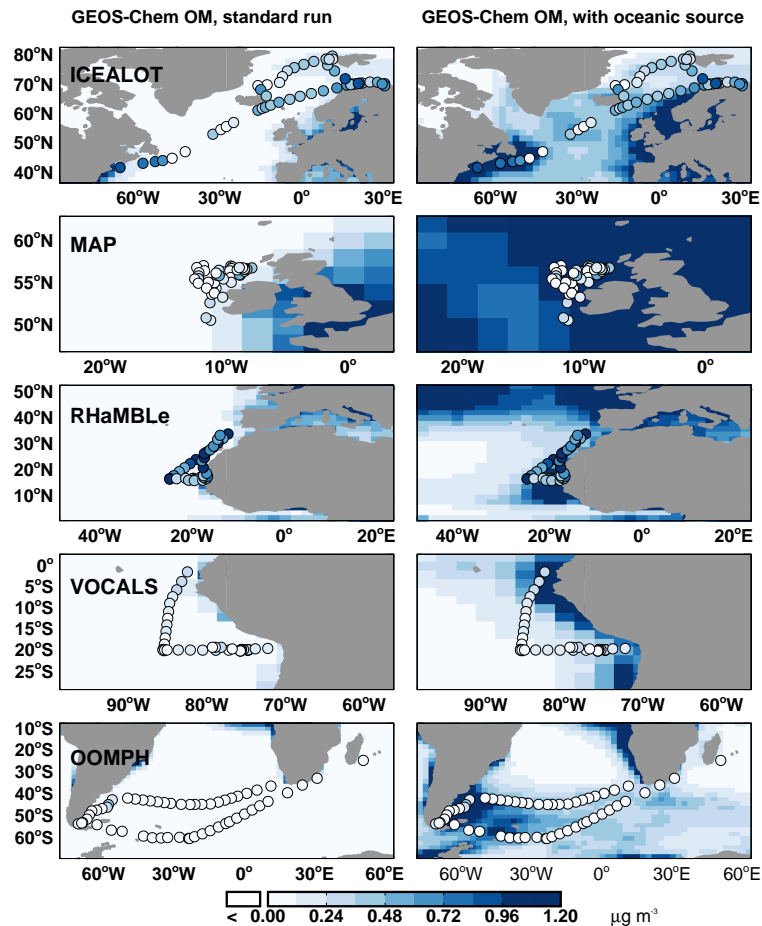 GEOS-Chem OM, standard run GEOS-Chem OM, with oceanic source
80°N
70°N
60°N
50°N
40°N
ICEALOT
60°W 30°W 0° 30°E 60°W 30°W 0° 30°E
60°N
55°N
50°N
MAP
20°W 10°W 0° 20°W 10°W 0°
50°N
40°N
30°N
20°N
10°N
RHaMBLe
40°W 20°W 0° 20°E 40°W 20°W 0° 20°E
0°
5°S
10°S
15°S
20°S
25°S
VOCALS
90°W 80°W 70°W 60°W 90°W 80°W 70°W 60°W
10°S
20°S
30°S
40°S
50°S
60°S
OOMPH
60°W 30°W 0° 30°E 60°E 60°W 30°W 0° 30°E 60°E
< 0.00 0.24 0.48 0.72 0.96 1.20 μg m⁻³